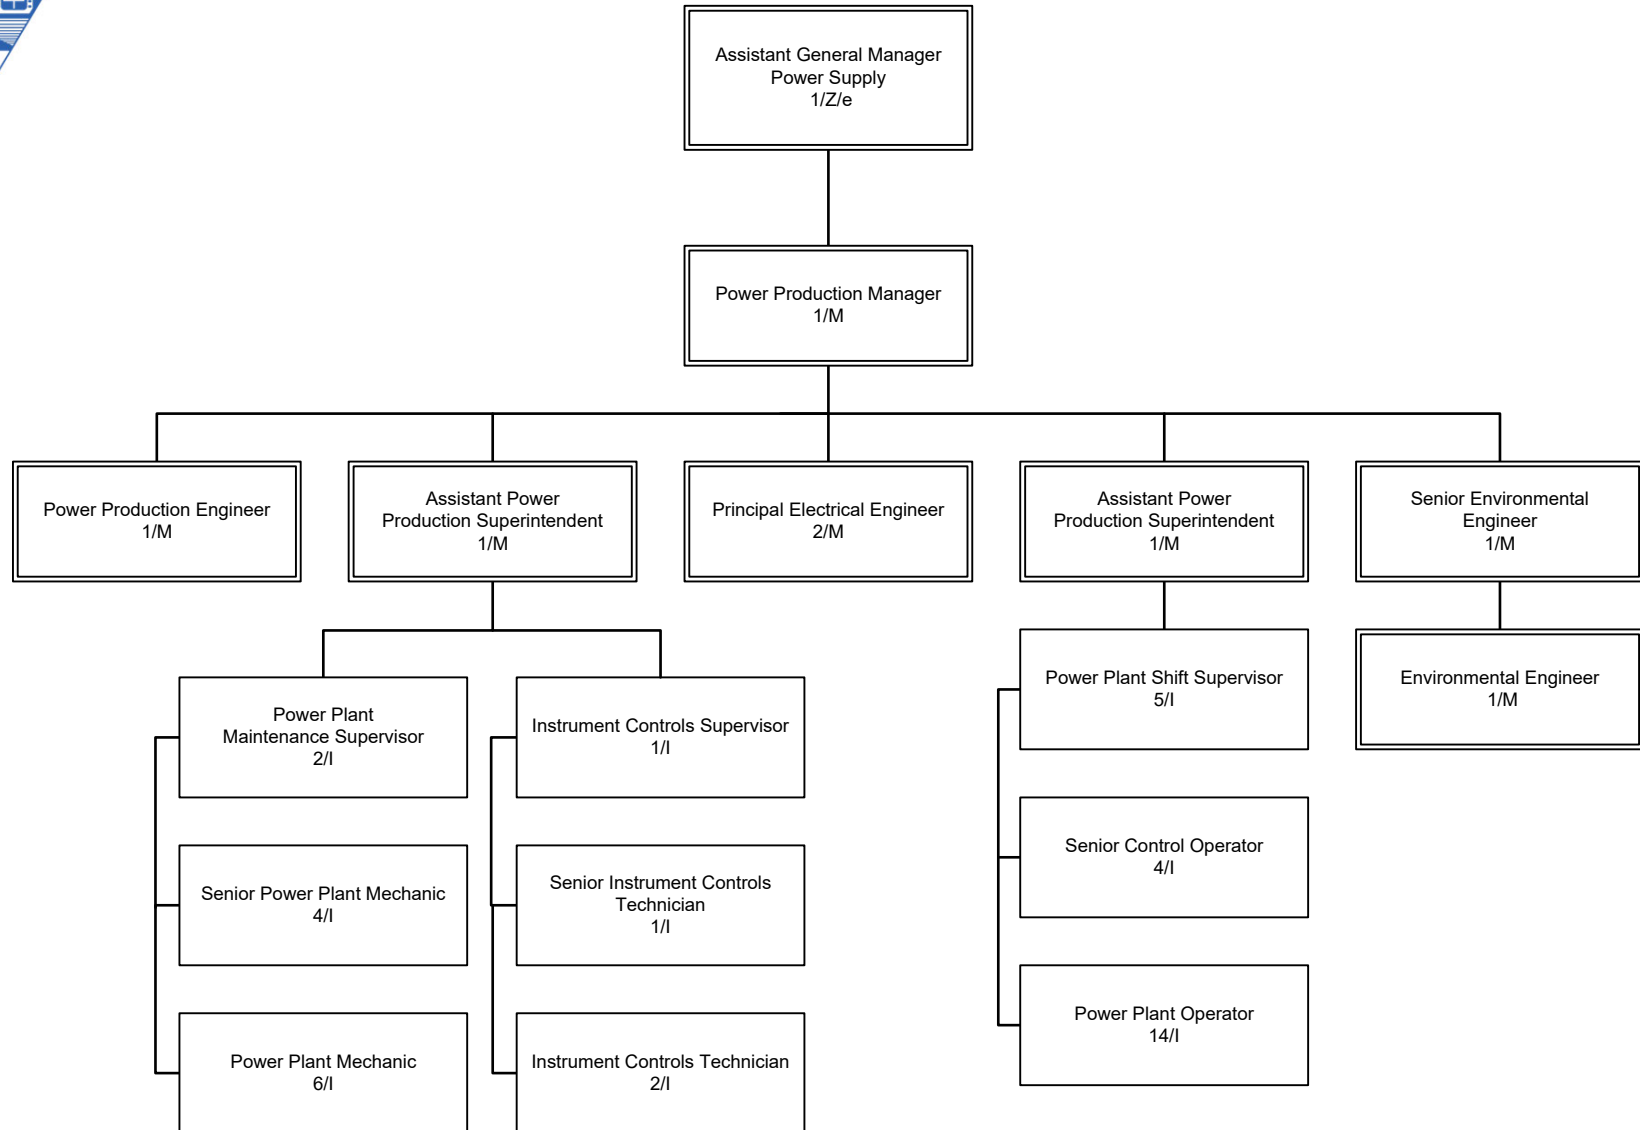 Assistant General Manager
Power Supply
1/Z/e
Power Production Manager
1/M
Power Production Engineer
1/M
Assistant Power
Production Superintendent
1/M
Principal Electrical Engineer
2/M
Assistant Power
Production Superintendent
1/M
Senior Environmental
Engineer
1/M
Power Plant
Maintenance Supervisor
2/I
Instrument Controls Supervisor
1/I
Power Plant Shift Supervisor
5/I
Environmental Engineer
1/M
Senior Power Plant Mechanic
4/I
Senior Instrument Controls
Technician
1/I
Senior Control Operator
4/I
Power Plant Mechanic
6/I
Instrument Controls Technician
2/I
Power Plant Operator
14/I